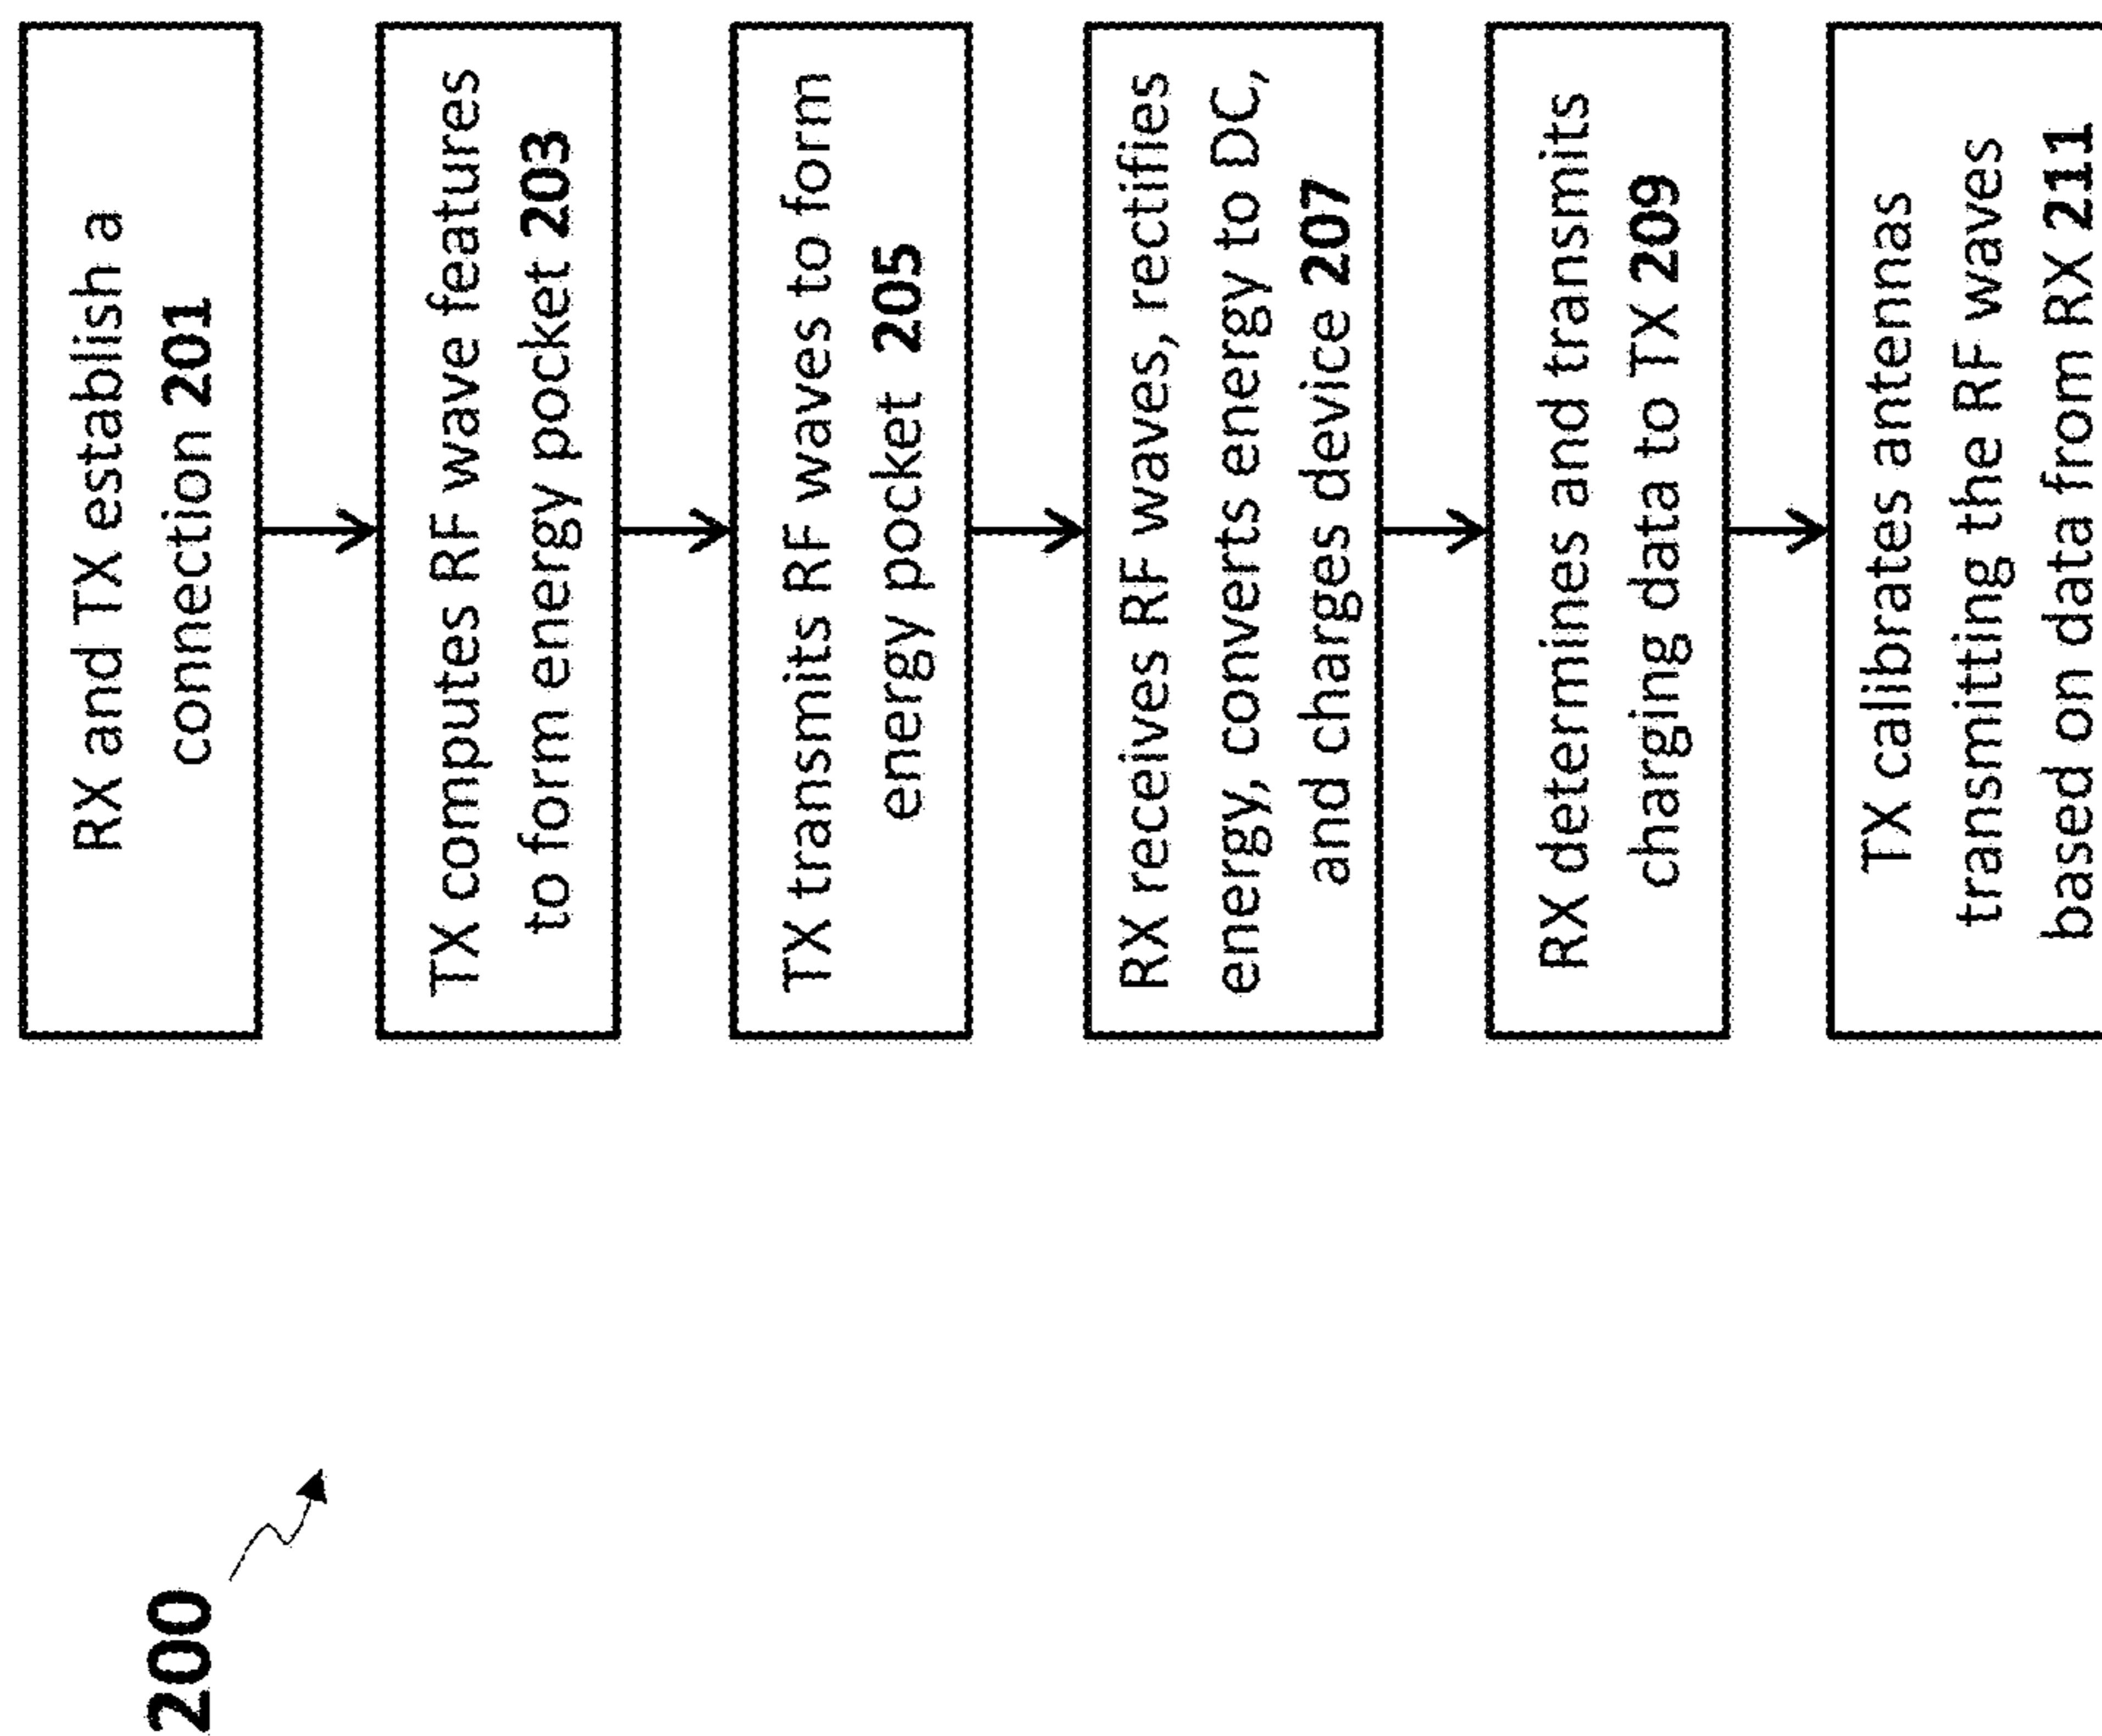 200
RX and TX establish a
connection 201
TX computes RF wave features
to form energy pocket 203
TX transmits RF waves to form
energy pocket 205
RX receives RF waves, rectifies
energy, converts energy to DC,
and charges device 207
RX determines and transmits
charging data to TX 209
TX calibrates antennas
transmitting the RF waves
based on data from RX 211